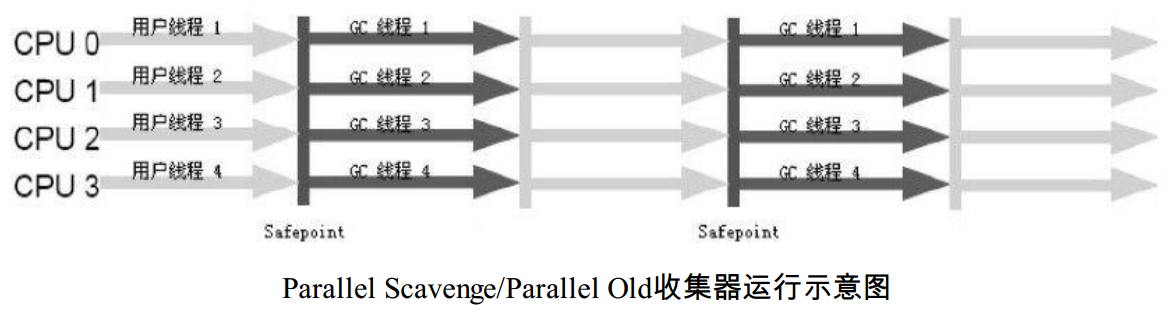 CPU 0 用户线程 1 GC 线程 1 GC 线程 1
CPU 1 用户线程 2 GC 线程 2 GC 线程 2
CPU 2 用户线程 3 GC 线程 3 GC 线程 3
CPU 3 用户线程 4 GC 线程 4 GC 线程 4
Safepoint Safepoint
Parallel Scavenge/Parallel Old收集器运行示意图